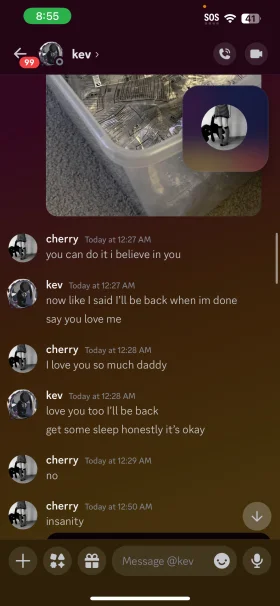 8:55
SOS
41
99
kev
cherry Today at 12:27 AM
you can do it i believe in you
kev Today at 12:27 AM
now like I said I'll be back when im done
say you love me
cherry Today at 12:28 AM
I love you so much daddy
kev Today at 12:28 AM
love you too I'll be back
get some sleep honestly it's okay
cherry Today at 12:29 AM
no
cherry Today at 12:50 AM
insanity
Message @kev